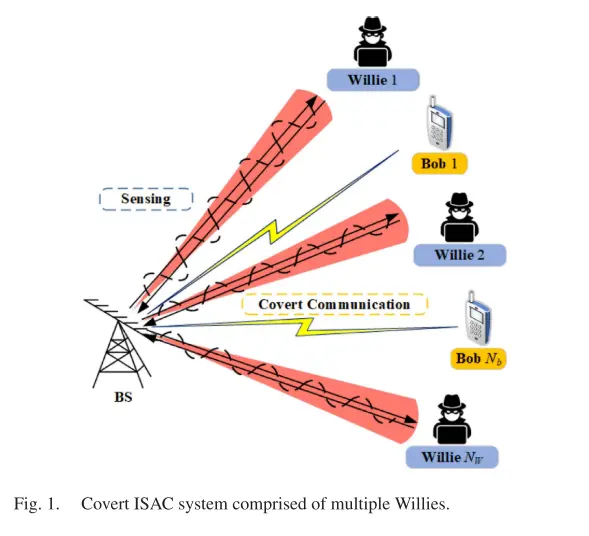 Willie 1
Bob 1
Sensing
Willie 2
Covert Communication
Bob N_b
BS
Willie N_W
Fig. 1. Covert ISAC system comprised of multiple Willies.